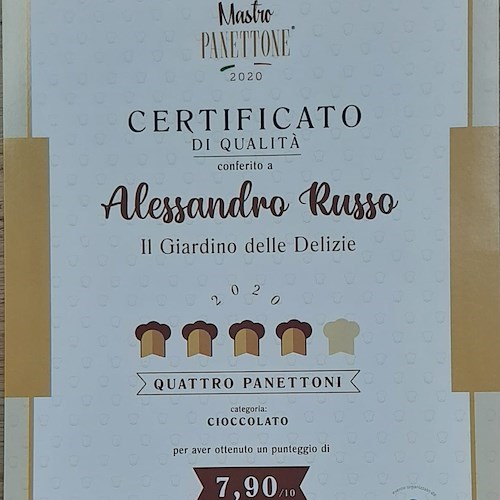 Mastro
PANETTONE®
2020
CERTIFICATO
DI QUALITÀ
conferito a
Alessandro Russo
Il Giardino delle Delizie
2020
QUATTRO PANETTONI
categoria:
CIOCCOLATO
per aver ottenuto un punteggio di
7,90/10